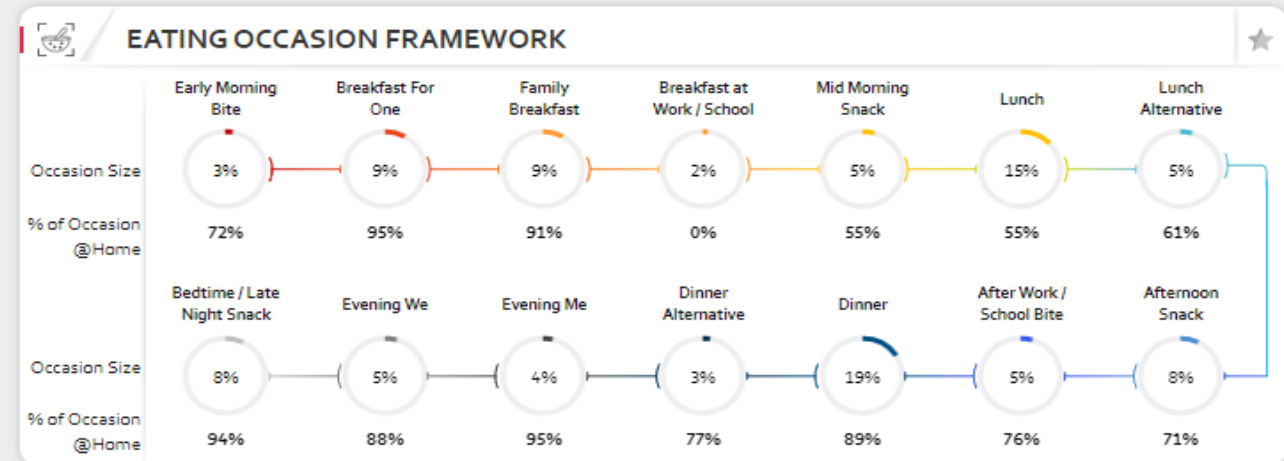 EATING OCCASION FRAMEWORK
Early Morning
Bite
Breakfast For
One
Family
Breakfast
Breakfast at
Work / School
Mid Morning
Snack
Lunch
Lunch
Alternative
Occasion Size
3%
9%
9%
2%
5%
15%
5%
% of Occasion
@Home
72%
95%
91%
0%
55%
55%
61%
Bedtime / Late
Night Snack
Evening We
Evening Me
Dinner
Alternative
Dinner
After Work /
School Bite
Afternoon
Snack
Occasion Size
8%
5%
4%
3%
19%
5%
8%
% of Occasion
@Home
94%
88%
95%
77%
89%
76%
71%